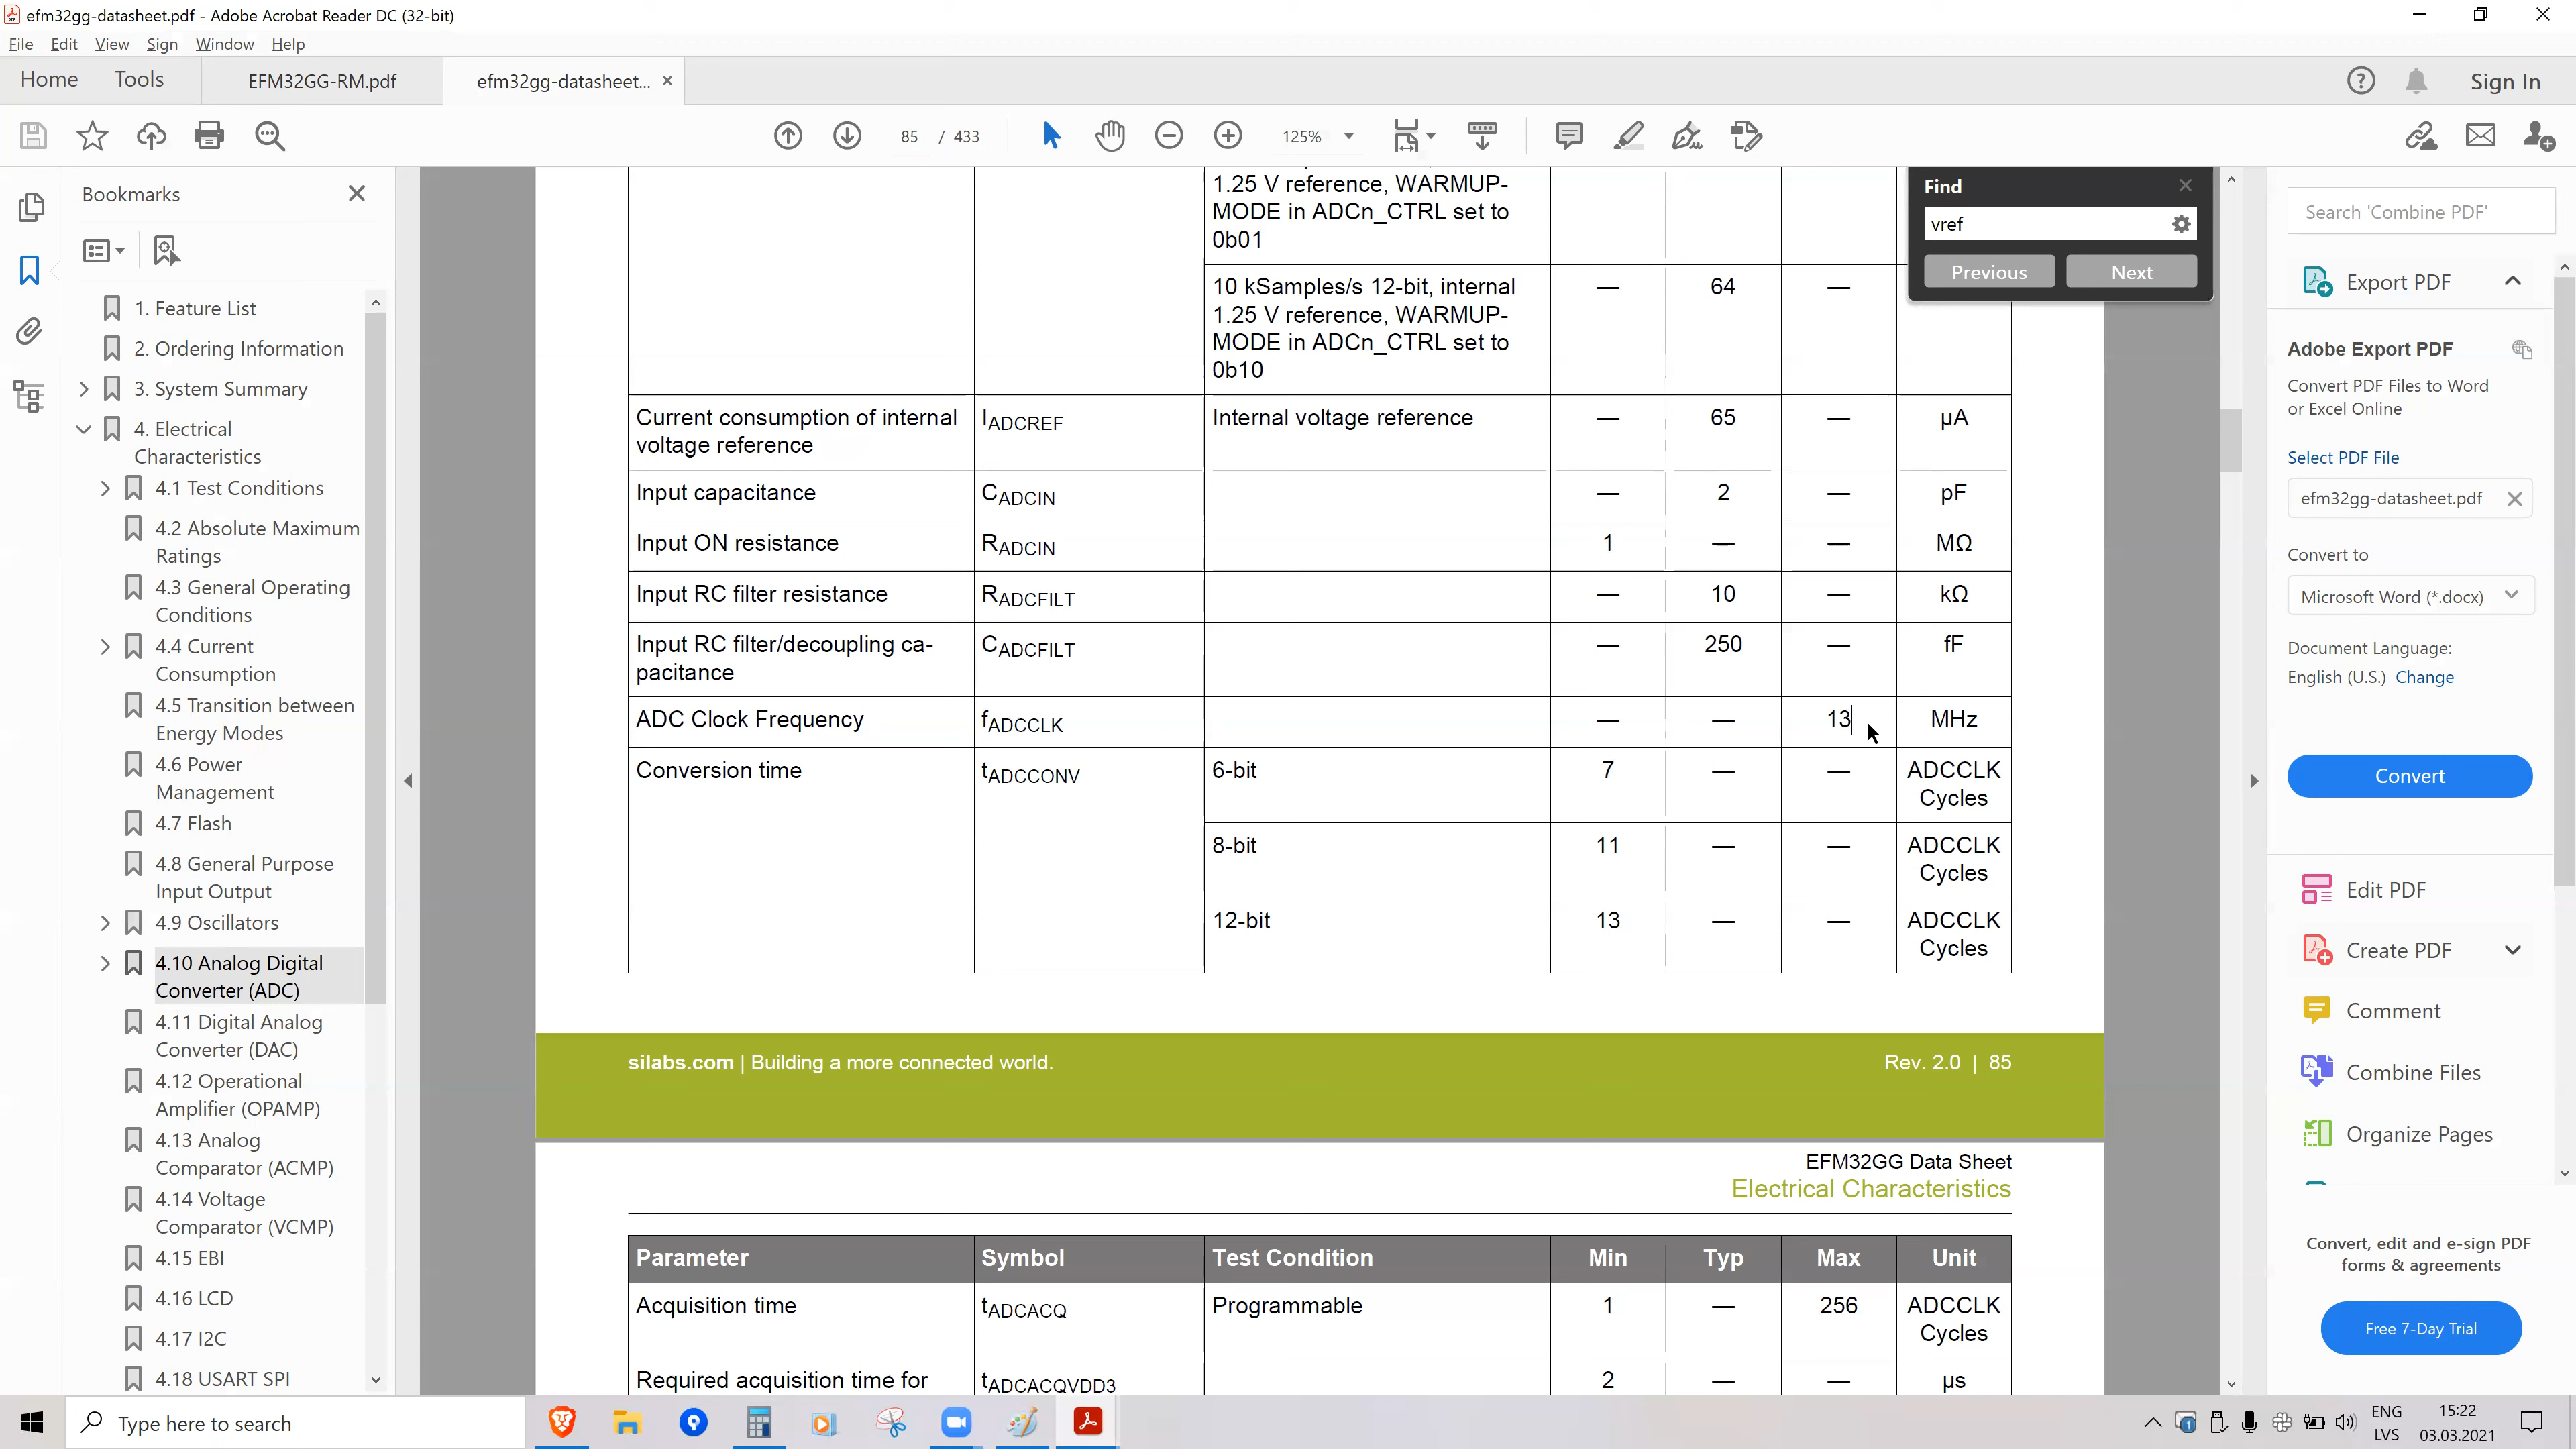 efm32gg-datasheet.pdf - Adobe Acrobat Reader DC (32-bit)
File Edit View Sign Window Help
Home Tools EFM32GG-RM.pdf efm32gg-datasheet... × Sign In
85 / 433 125%
Bookmarks
1. Feature List
2. Ordering Information
3. System Summary
4. Electrical
Characteristics
4.1 Test Conditions
4.2 Absolute Maximum
Ratings
4.3 General Operating
Conditions
4.4 Current
Consumption
4.5 Transition between
Energy Modes
4.6 Power
Management
4.7 Flash
4.8 General Purpose
Input Output
4.9 Oscillators
4.10 Analog Digital
Converter (ADC)
4.11 Digital Analog
Converter (DAC)
4.12 Operational
Amplifier (OPAMP)
4.13 Analog
Comparator (ACMP)
4.14 Voltage
Comparator (VCMP)
4.15 EBI
4.16 LCD
4.17 I2C
4.18 USART SPI
1.25 V reference, WARMUP-
MODE in ADCn_CTRL set to
0b01
10 kSamples/s 12-bit, internal — 64 —
1.25 V reference, WARMUP-
MODE in ADCn_CTRL set to
0b10
Current consumption of internal IADCREF Internal voltage reference — 65 — µA
voltage reference
Input capacitance CADCIN — 2 — pF
Input ON resistance RADCIN 1 — — MΩ
Input RC filter resistance RADCFILT — 10 — kΩ
Input RC filter/decoupling ca- CADCFILT — 250 — fF
pacitance
ADC Clock Frequency fADCCLK — — 13 MHz
Conversion time tADCCONV 6-bit 7 — — ADCCLK
Cycles
8-bit 11 — — ADCCLK
Cycles
12-bit 13 — — ADCCLK
Cycles
silabs.com | Building a more connected world. Rev. 2.0 | 85
EFM32GG Data Sheet
Electrical Characteristics
Parameter Symbol Test Condition Min Typ Max Unit
Acquisition time tADCACQ Programmable 1 — 256 ADCCLK
Cycles
Required acquisition time for tADCACQVDD3 2 — — µs
Find
vref
Previous Next
Search 'Combine PDF'
Export PDF
Adobe Export PDF
Convert PDF Files to Word
or Excel Online
Select PDF File
efm32gg-datasheet.pdf
Convert to
Microsoft Word (*.docx)
Document Language:
English (U.S.) Change
Convert
Edit PDF
Create PDF
Comment
Combine Files
Organize Pages
Convert, edit and e-sign PDF
forms & agreements
Free 7-Day Trial
Type here to search
1
ENG
LVS
15:22
03.03.2021